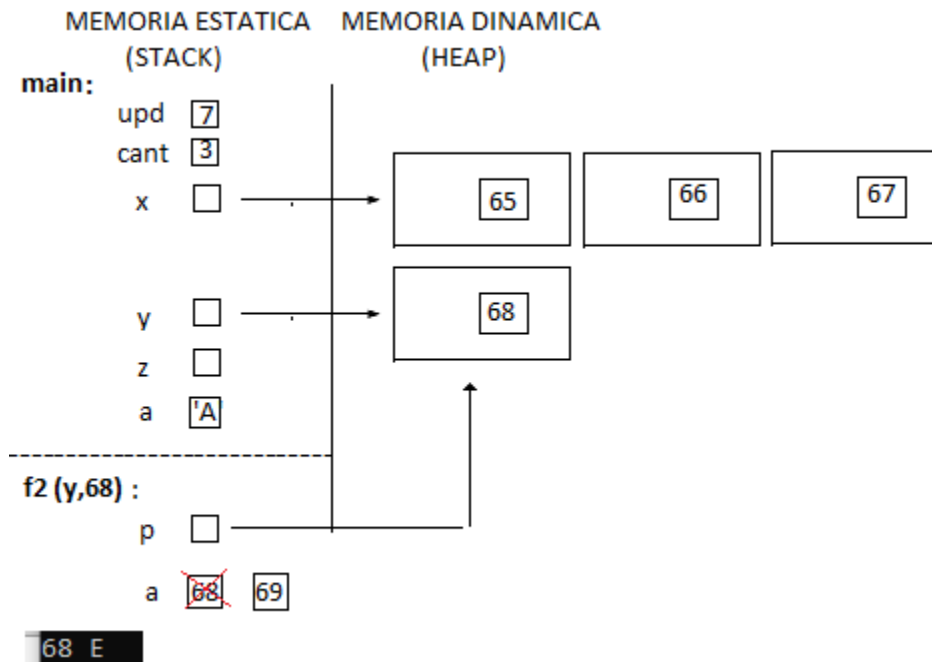 MEMORIA ESTATICA MEMORIA DINAMICA
(STACK) (HEAP)
main:
upd 7
cant 3
x 65 66 67
y 68
z
a 'A'
f2 (y,68) :
p
a 68 69
68 E